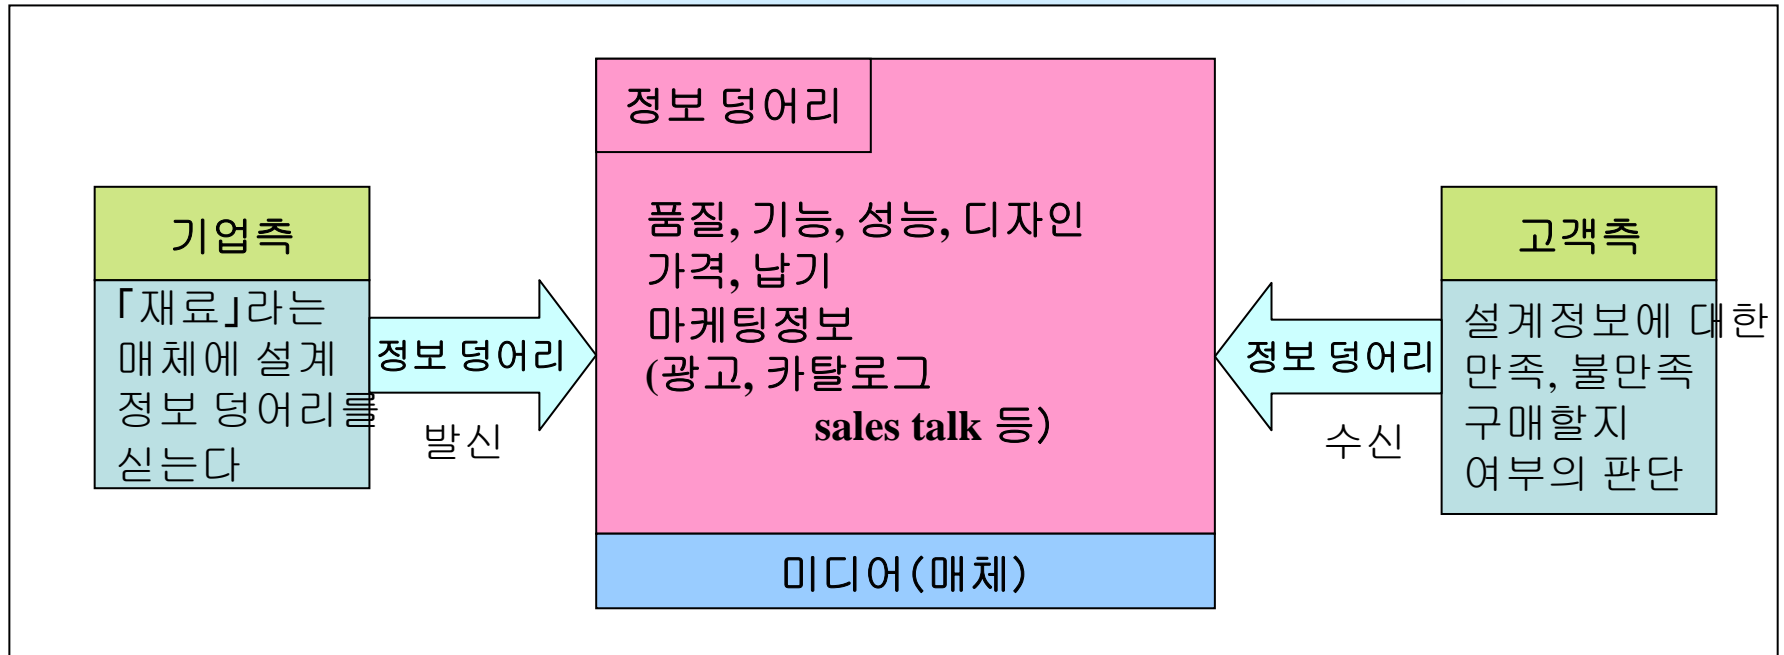 기업측
「재료」라는
매체에 설계
정보 덩어리를
싣는다
정보 덩어리
발신
정보 덩어리
품질, 기능, 성능, 디자인
가격, 납기
마케팅정보
(광고, 카탈로그
sales talk 등)
미디어(매체)
정보 덩어리
수신
고객측
설계정보에 대한
만족, 불만족
구매할지
여부의 판단